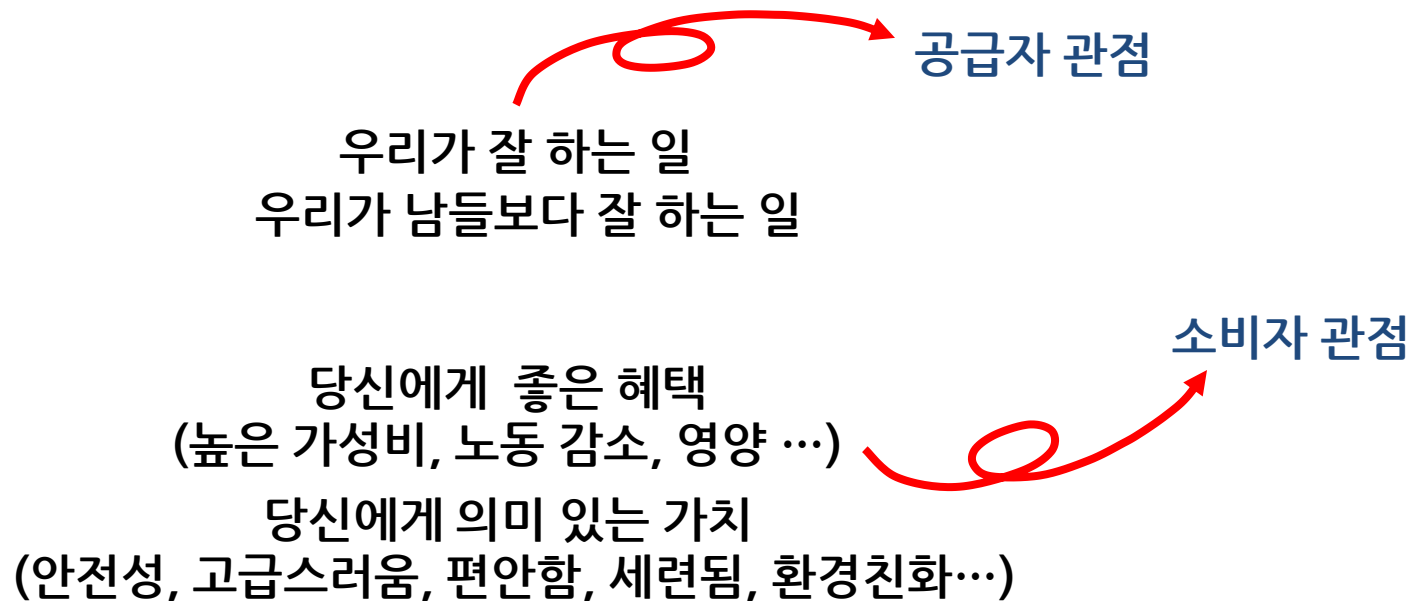 공급자 관점
우리가 잘 하는 일
우리가 남들보다 잘 하는 일
소비자 관점
당신에게 좋은 혜택
(높은 가성비, 노동 감소, 영양 …)
당신에게 의미 있는 가치
(안전성, 고급스러움, 편안함, 세련됨, 환경친화…)